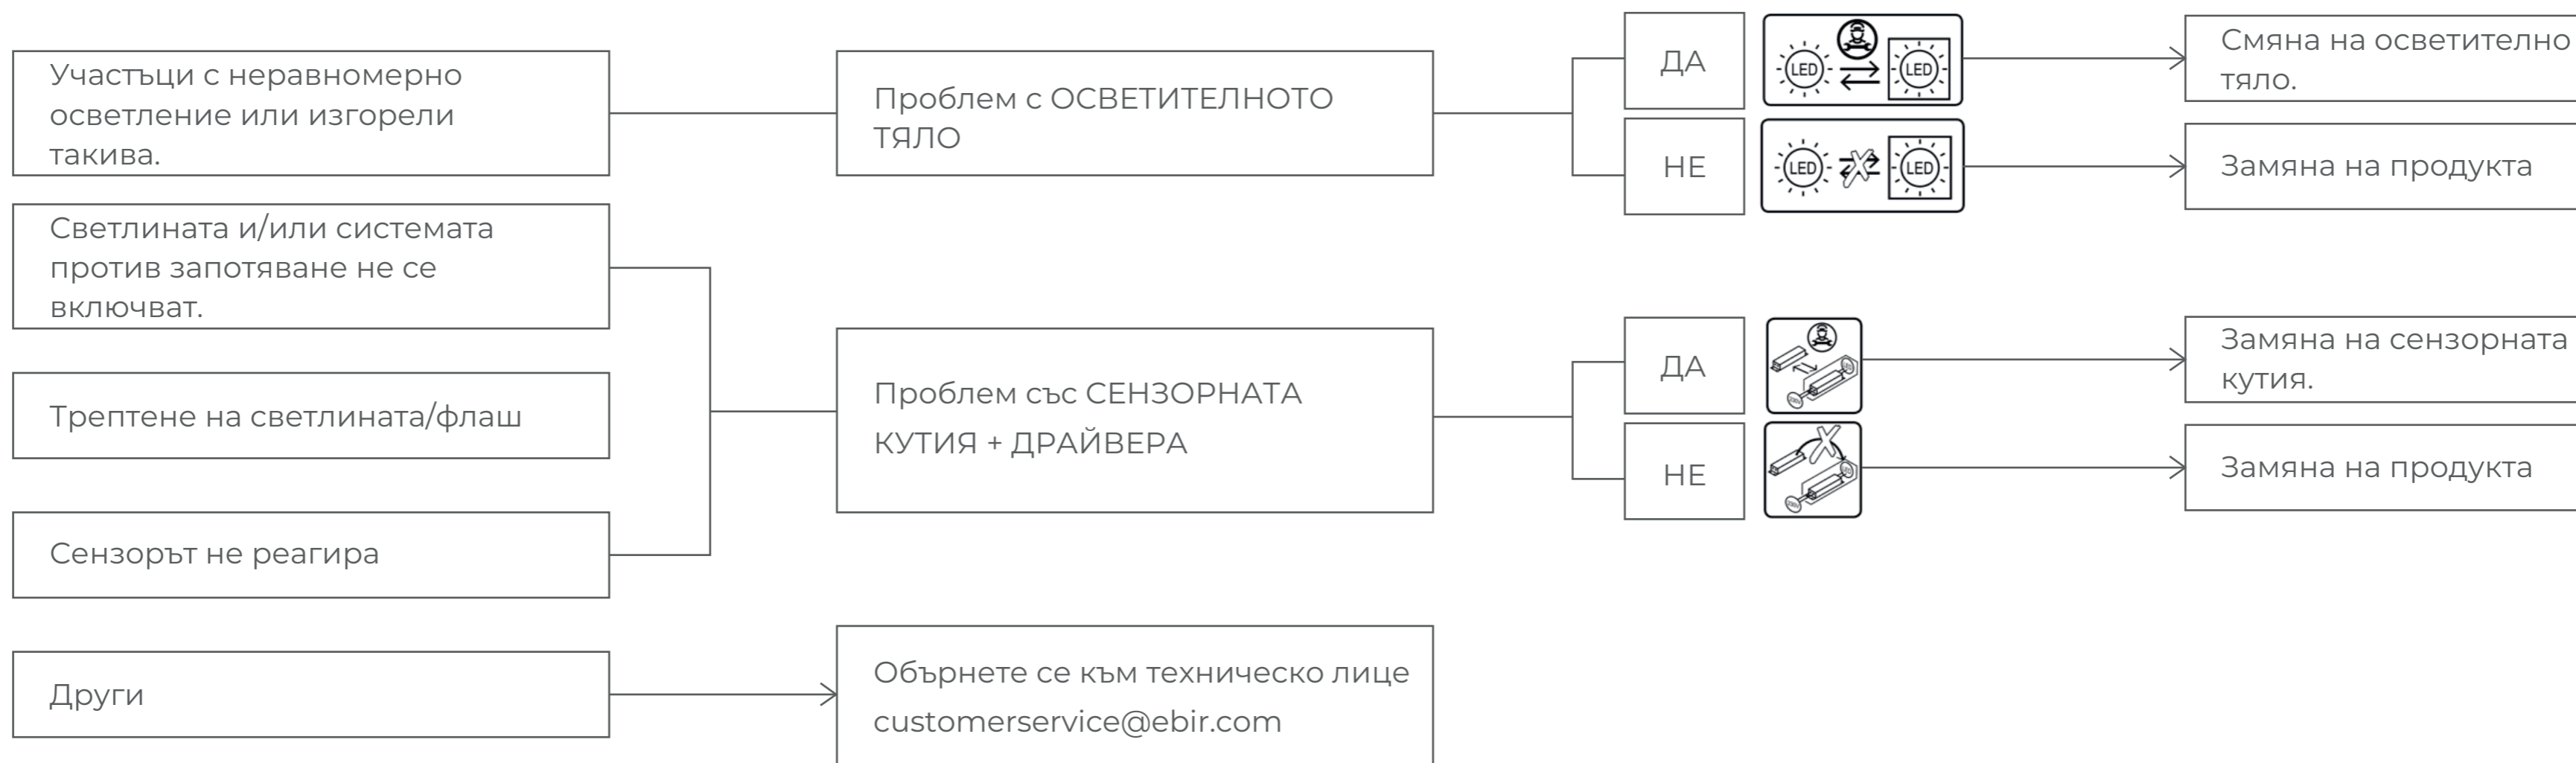 Участъци с неравномерно
осветление или изгорели
такива.
Проблем с ОСВЕТИТЕЛНОТО
ТЯЛО
ДА
LED
LED
Смяна на осветително
тяло.
НЕ
LED
LED
Замяна на продукта
Светлината и/или системата
против запотяване не се
включват.
Трептене на светлината/флаш
Сензорът не реагира
Проблем със СЕНЗОРНАТА
КУТИЯ + ДРАЙВЕРА
ДА
Замяна на сензорната
кутия.
НЕ
Замяна на продукта
Други
Обърнете се към техническо лице
customerservice@ebir.com